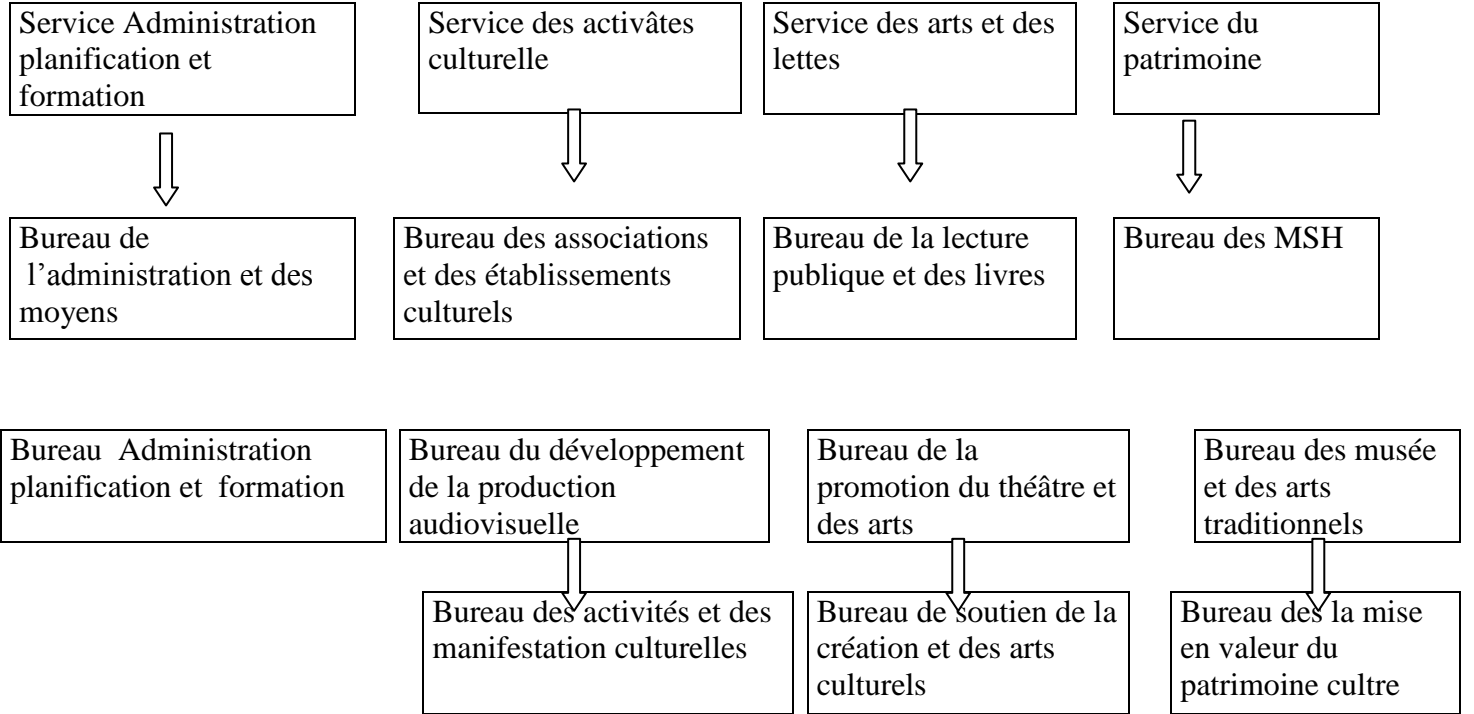 Service Administration
planification et
formation
Service des activâtes
culturelle
Service des arts et des
lettes
Service du
patrimoine
Bureau de
l’administration et des
moyens
Bureau des associations
et des établissements
culturels
Bureau de la lecture
publique et des livres
Bureau des MSH
Bureau Administration
planification et formation
Bureau du développement
de la production
audiovisuelle
Bureau de la
promotion du théâtre et
des arts
Bureau des musée
et des arts
traditionnels
Bureau des activités et des
manifestation culturelles
Bureau de soutien de la
création et des arts
culturels
Bureau des la mise
en valeur du
patrimoine cultre